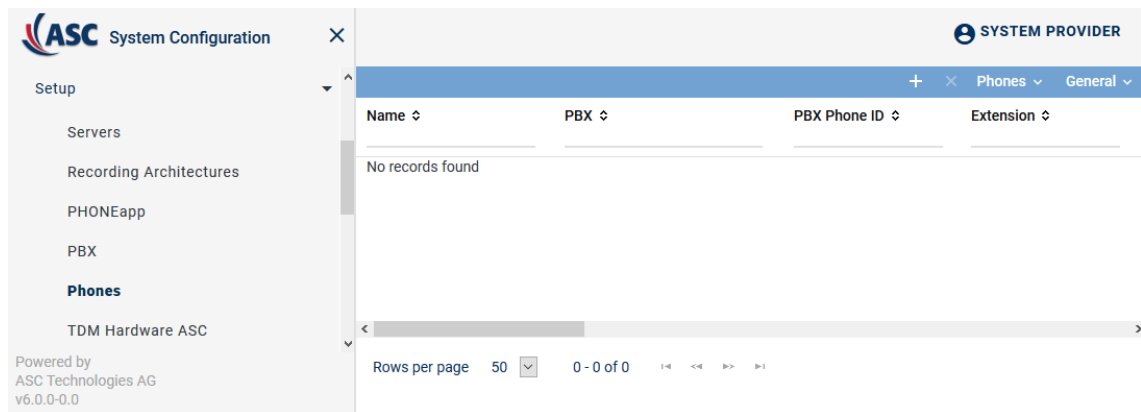 ASC System Configuration
SYSTEM PROVIDER
Setup
Servers
Recording Architectures
PHONEapp
PBX
Phones
TDM Hardware ASC
Powered by
ASC Technologies AG
v6.0.0-0.0
Phones General
Name PBX PBX Phone ID Extension
No records found
Rows per page 50 0 - 0 of 0